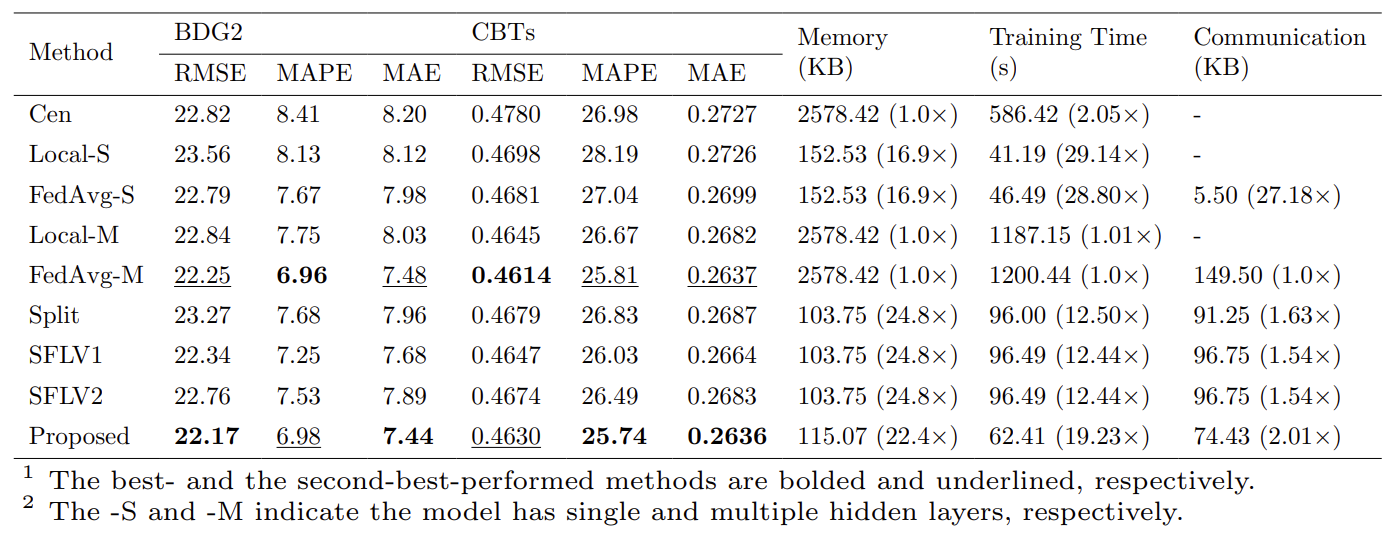 Method BDG2 CBTs Memory (KB) Training Time (s) Communication (KB)
RMSE MAPE MAE RMSE MAPE MAE
Cen 22.82 8.41 8.20 0.4780 26.98 0.2727 2578.42 (1.0×) 586.42 (2.05×) -
Local-S 23.56 8.13 8.12 0.4698 28.19 0.2726 152.53 (16.9×) 41.19 (29.14×) -
FedAvg-S 22.79 7.67 7.98 0.4681 27.04 0.2699 152.53 (16.9×) 46.49 (28.80×) 5.50 (27.18×)
Local-M 22.84 7.75 8.03 0.4645 26.67 0.2682 2578.42 (1.0×) 1187.15 (1.01×) -
FedAvg-M 22.25 6.96 7.48 0.4614 25.81 0.2637 2578.42 (1.0×) 1200.44 (1.0×) 149.50 (1.0×)
Split 23.27 7.68 7.96 0.4679 26.83 0.2687 103.75 (24.8×) 96.00 (12.50×) 91.25 (1.63×)
SFLV1 22.34 7.25 7.68 0.4647 26.03 0.2664 103.75 (24.8×) 96.49 (12.44×) 96.75 (1.54×)
SFLV2 22.76 7.53 7.89 0.4674 26.49 0.2683 103.75 (24.8×) 96.49 (12.44×) 96.75 (1.54×)
Proposed 22.17 6.98 7.44 0.4630 25.74 0.2636 115.07 (22.4×) 62.41 (19.23×) 74.43 (2.01×)
1 The best- and the second-best-performed methods are bolded and underlined, respectively.
2 The -S and -M indicate the model has single and multiple hidden layers, respectively.